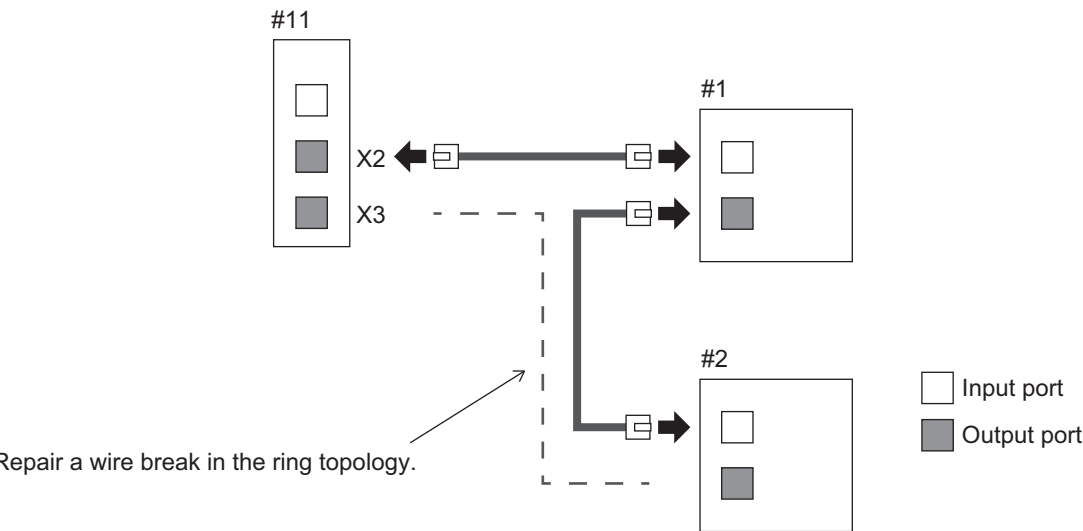 #11
#1
X2
X3
#2
Input port
Output port
Repair a wire break in the ring topology.